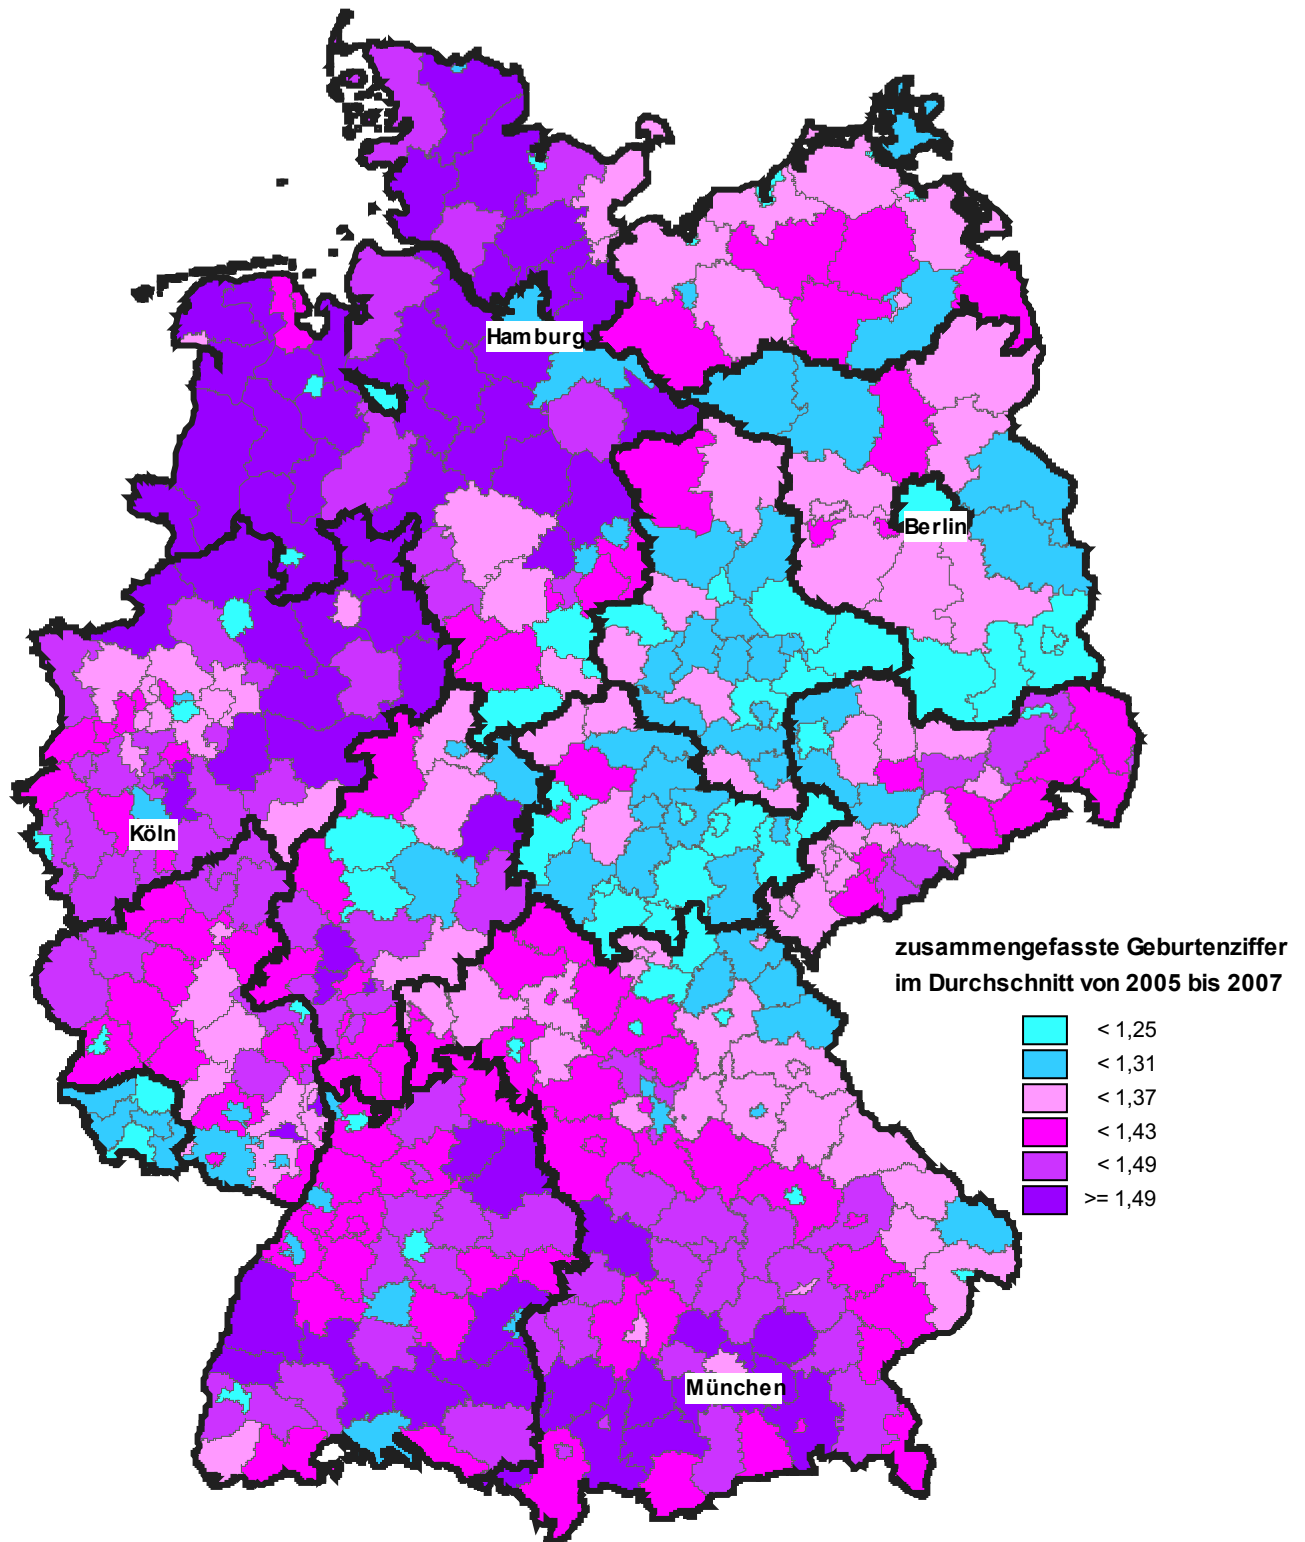 Hamburg
Berlin
Köln
zusammengefasste Geburtenziffer
im Durchschnitt von 2005 bis 2007
< 1,25
< 1,31
< 1,37
< 1,43
< 1,49
>= 1,49
München